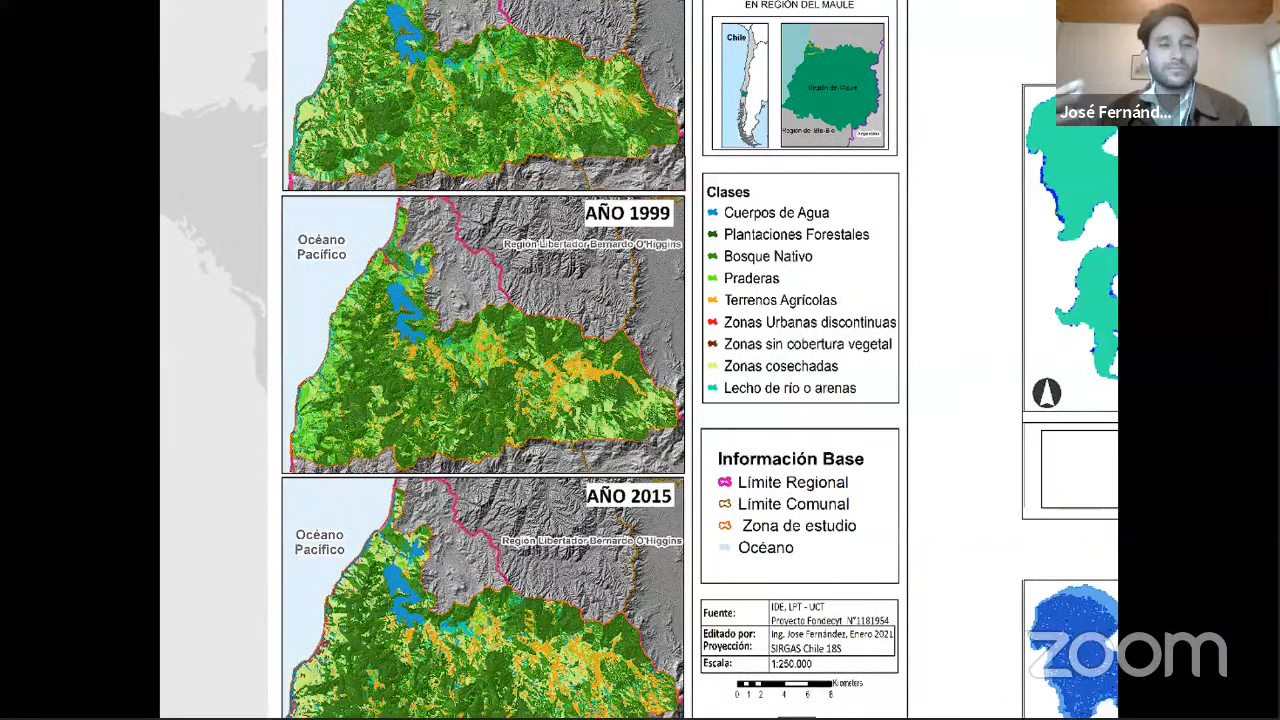 EN REGIÓN DEL MAULE
Chile
Región del Maule
Región del Bío-Bío
Argentina
José Fernánd...
AÑO 1999
Océano
Pacífico
Región Libertador Bernardo O'Higgins
Clases
Cuerpos de Agua
Plantaciones Forestales
Bosque Nativo
Praderas
Terrenos Agrícolas
Zonas Urbanas discontinuas
Zonas sin cobertura vegetal
Zonas cosechadas
Lecho de río o arenas
Información Base
Límite Regional
Límite Comunal
Zona de estudio
Océano
AÑO 2015
Océano
Pacífico
Región Libertador Bernardo O'Higgins
Fuente: IDE, LPT - UCT
Proyecto Fondecyt N°1181954
Editado por: Ing. Jose Fernández, Enero 2021
Proyección: SIRGAS Chile 18S
Escala: 1:250.000
Kilometers
0 1 2 4 6 8
zoom